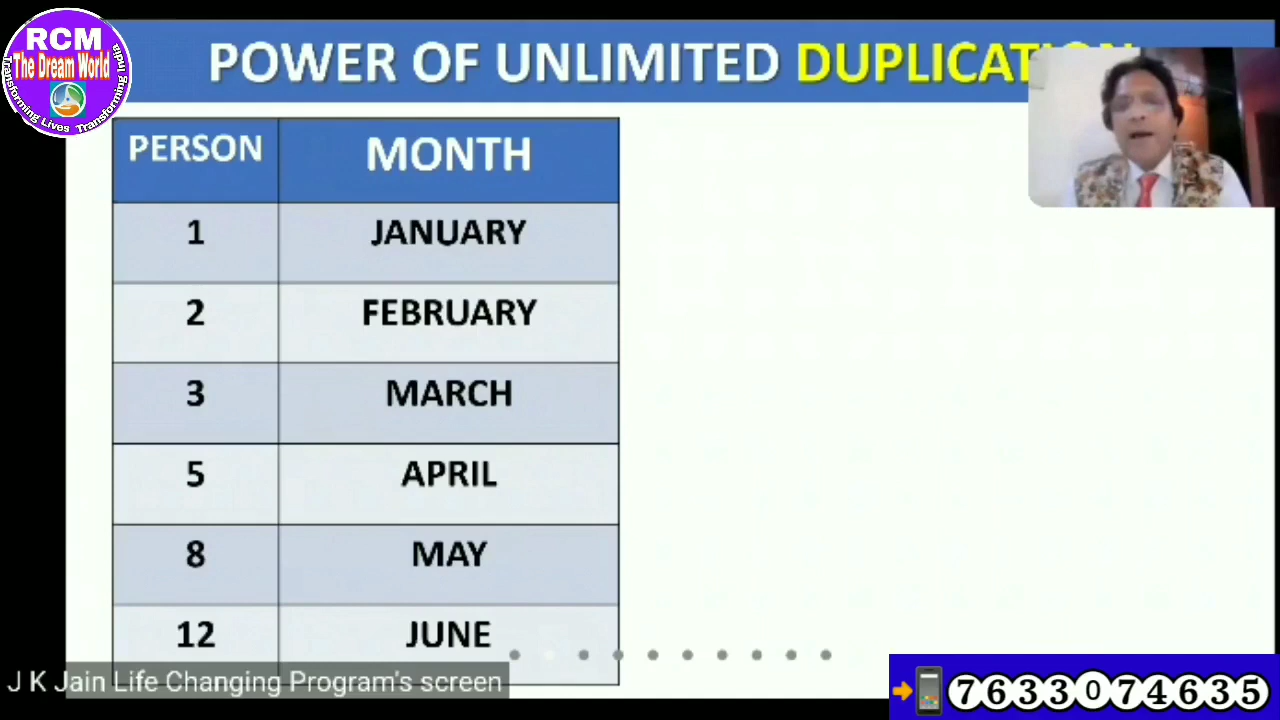 RCM
The Dream World
Transforming Lives Transforming India
POWER OF UNLIMITED DUPLICATION
PERSON MONTH
1 JANUARY
2 FEBRUARY
3 MARCH
5 APRIL
8 MAY
12 JUNE
J K Jain Life Changing Program's screen
7633074635